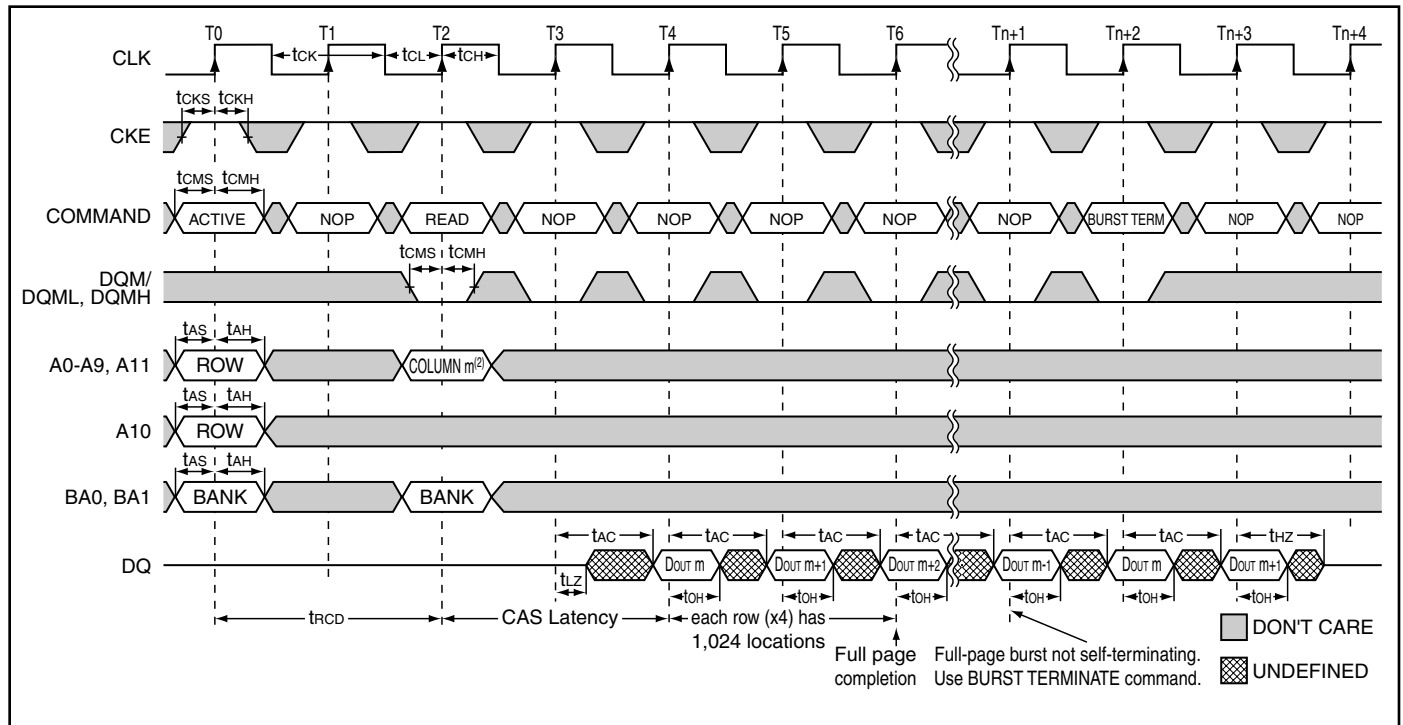 T0 T1 T2 T3 T4 T5 T6 Tn+1 Tn+2 Tn+3 Tn+4
CLK
tCK tCL tCH
tCKS tCKH
CKE
tCMS tCMH
COMMAND ACTIVE NOP READ NOP NOP NOP NOP NOP BURST TERM NOP NOP
tCMS tCMH
DQM/
DQML, DQMH
tAS tAH
A0-A9, A11 ROW COLUMN m(2)
tAS tAH
A10 ROW
tAS tAH
BA0, BA1 BANK BANK
tAC tAC tAC tAC tAC tAC tHZ
DQ DOUT m DOUT m+1 DOUT m+2 DOUT m-1 DOUT m DOUT m+1
tLZ tOH tOH tOH tOH tOH tOH
tRCD CAS Latency each row (x4) has
1,024 locations
Full page
completion
Full-page burst not self-terminating.
Use BURST TERMINATE command.
DON'T CARE
UNDEFINED